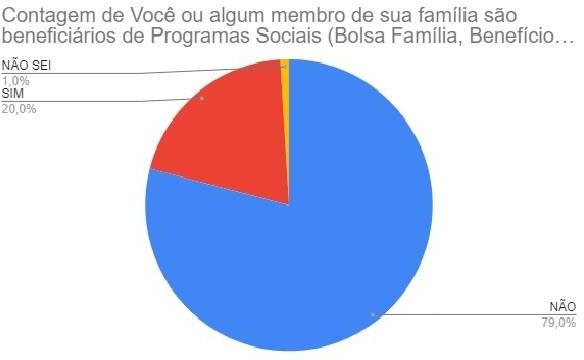 Contagem de Você ou algum membro de sua família são
beneficiários de Programas Sociais (Bolsa Família, Benefício…
NÃO SEI
1,0%
SIM
20,0%
NÃO
79,0%